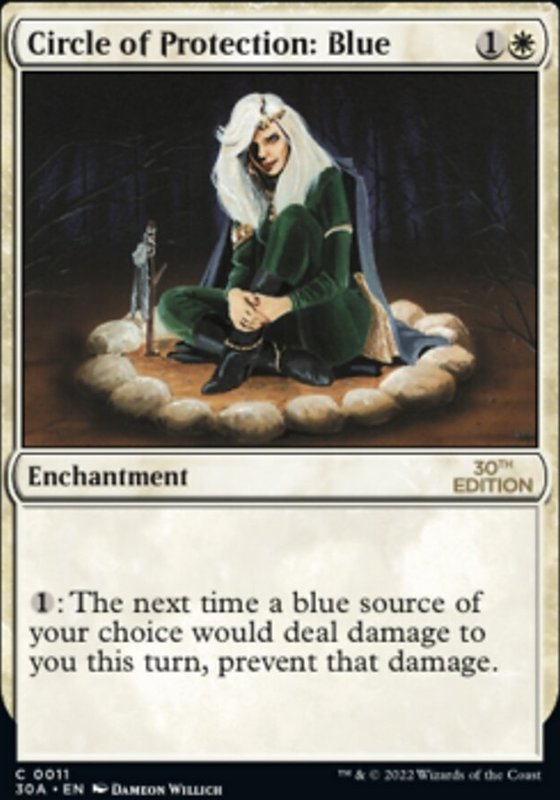 Circle of Protection: Blue 1
Enchantment
30TH
EDITION
1: The next time a blue source of
your choice would deal damage to
you this turn, prevent that damage.
C 0011
30A • EN DAMEON WILLICH
™ & © 2022 Wizards of the Coast